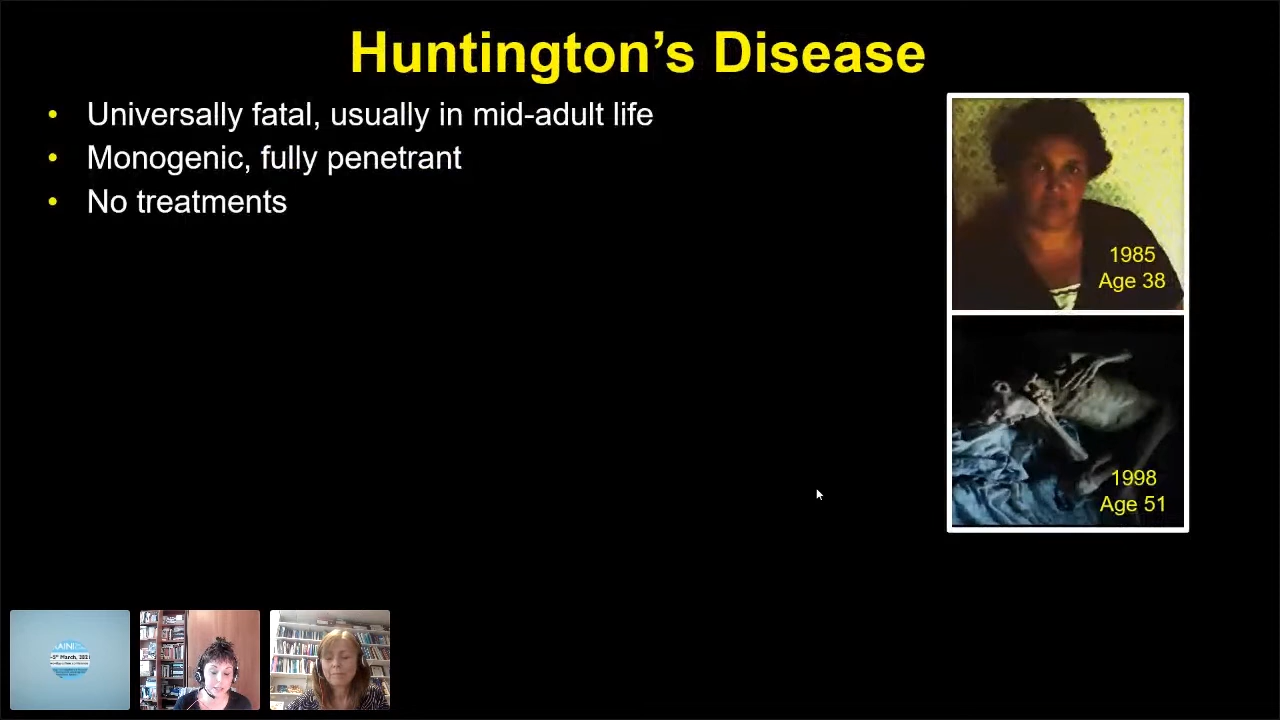 Huntington’s Disease
• Universally fatal, usually in mid-adult life
• Monogenic, fully penetrant
• No treatments
1985
Age 38
1998
Age 51